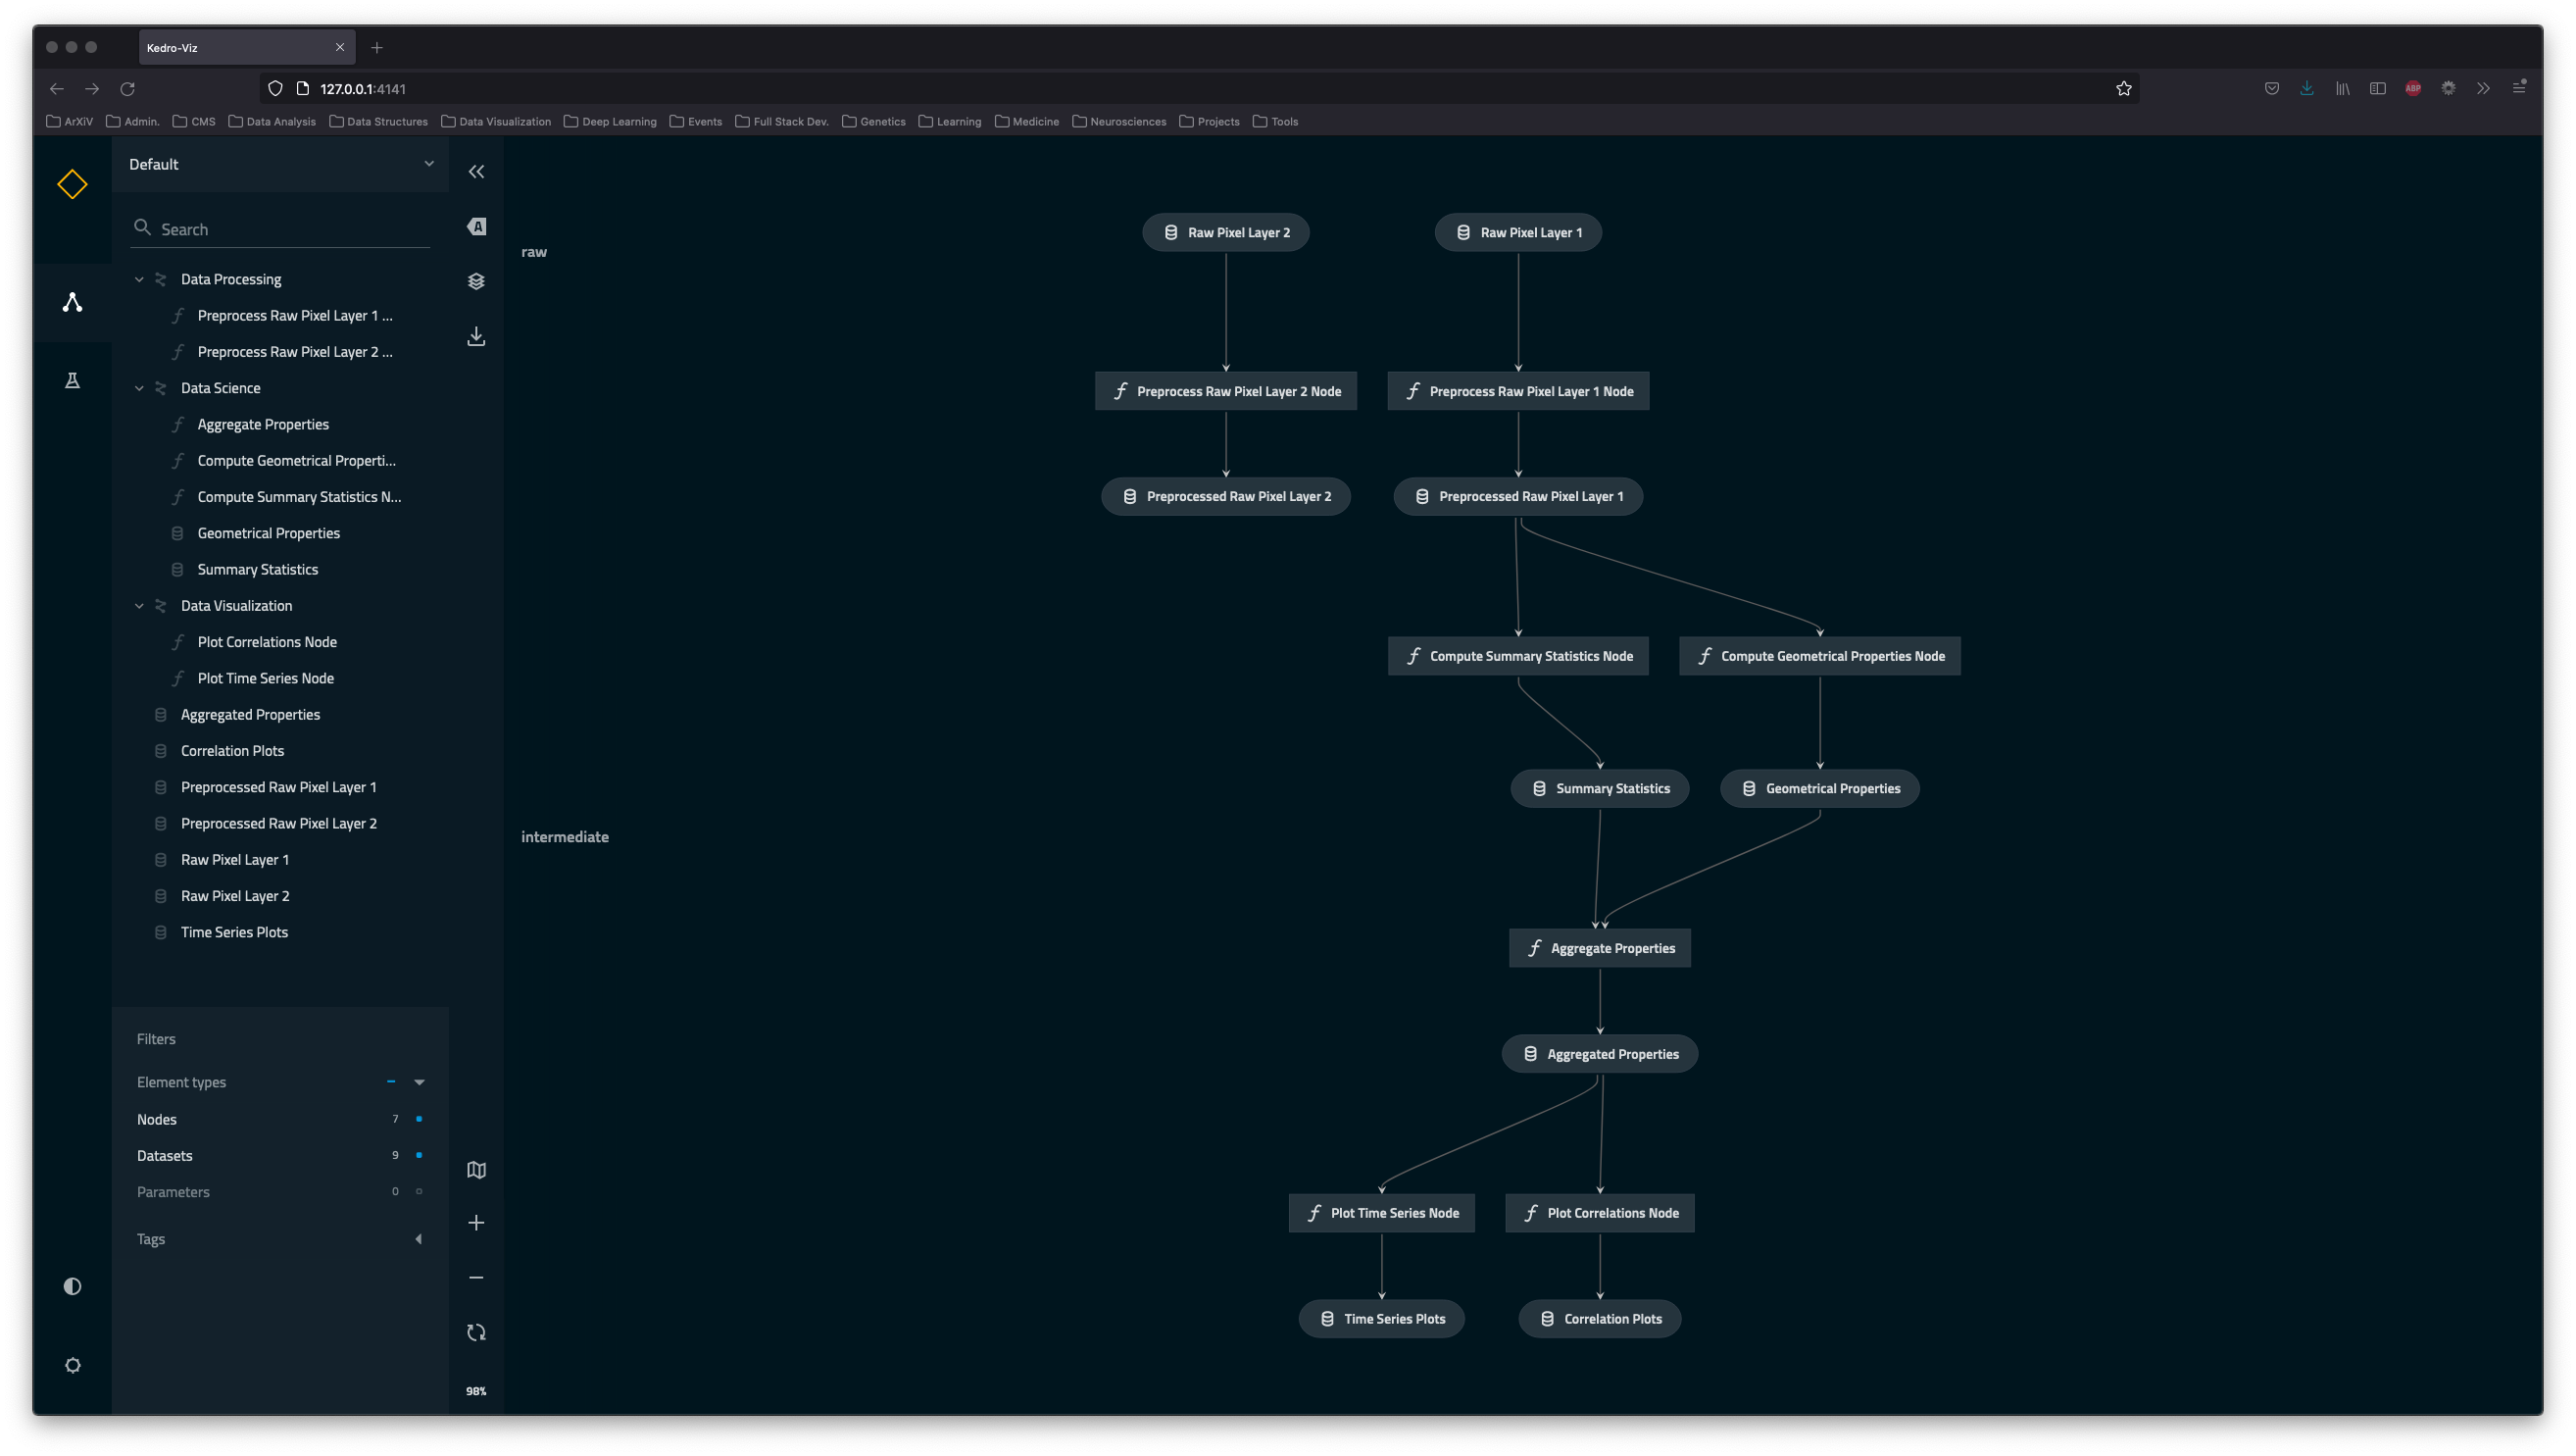 Kedro-Viz
127.0.0.1:4141
ArXiV Admin. CMS Data Analysis Data Structures Data Visualization Deep Learning Events Full Stack Dev. Genetics Learning Medicine Neurosciences Projects Tools
ABP
Default
Search
Data Processing
Preprocess Raw Pixel Layer 1 ...
Preprocess Raw Pixel Layer 2 ...
Data Science
Aggregate Properties
Compute Geometrical Properti...
Compute Summary Statistics N...
Geometrical Properties
Summary Statistics
Data Visualization
Plot Correlations Node
Plot Time Series Node
Aggregated Properties
Correlation Plots
Preprocessed Raw Pixel Layer 1
Preprocessed Raw Pixel Layer 2
Raw Pixel Layer 1
Raw Pixel Layer 2
Time Series Plots
Filters
Element types
Nodes 7
Datasets 9
Parameters 0
Tags
A
98%
raw
intermediate
Raw Pixel Layer 2
Raw Pixel Layer 1
Preprocess Raw Pixel Layer 2 Node
Preprocess Raw Pixel Layer 1 Node
Preprocessed Raw Pixel Layer 2
Preprocessed Raw Pixel Layer 1
Compute Summary Statistics Node
Compute Geometrical Properties Node
Summary Statistics
Geometrical Properties
Aggregate Properties
Aggregated Properties
Plot Time Series Node
Plot Correlations Node
Time Series Plots
Correlation Plots